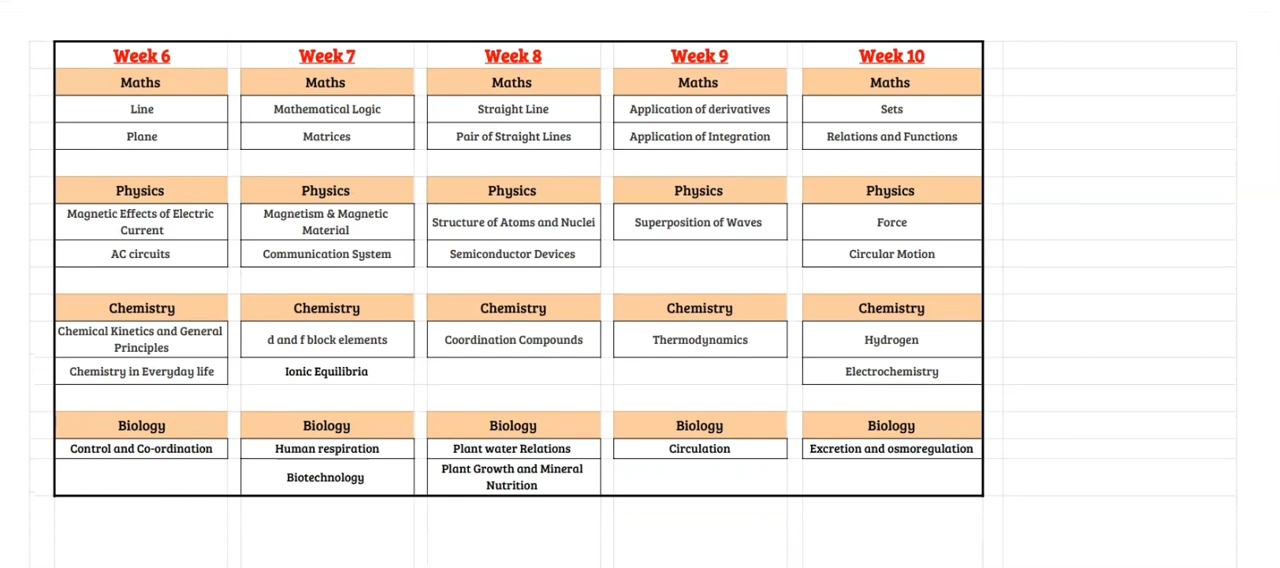 Week 6 Week 7 Week 8 Week 9 Week 10
Maths Maths Maths Maths Maths
Line Mathematical Logic Straight Line Application of derivatives Sets
Plane Matrices Pair of Straight Lines Application of Integration Relations and Functions
Physics Physics Physics Physics Physics
Magnetic Effects of Electric Current Magnetism & Magnetic Material Structure of Atoms and Nuclei Superposition of Waves Force
AC circuits Communication System Semiconductor Devices Circular Motion
Chemistry Chemistry Chemistry Chemistry Chemistry
Chemical Kinetics and General Principles d and f block elements Coordination Compounds Thermodynamics Hydrogen
Chemistry in Everyday life Ionic Equilibria Electrochemistry
Biology Biology Biology Biology Biology
Control and Co-ordination Human respiration Plant water Relations Circulation Excretion and osmoregulation
Biotechnology Plant Growth and Mineral Nutrition